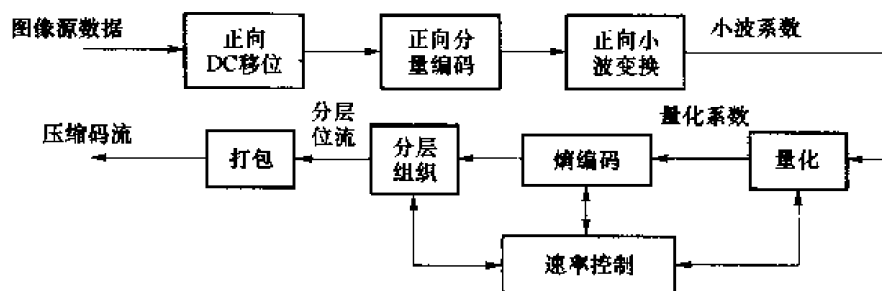 图像源数据
正向
DC移位
正向分
量编码
正向小
波变换
小波系数
压缩码流
打包
分层
位流
分层
组织
熵编码
量化系数
量化
速率控制